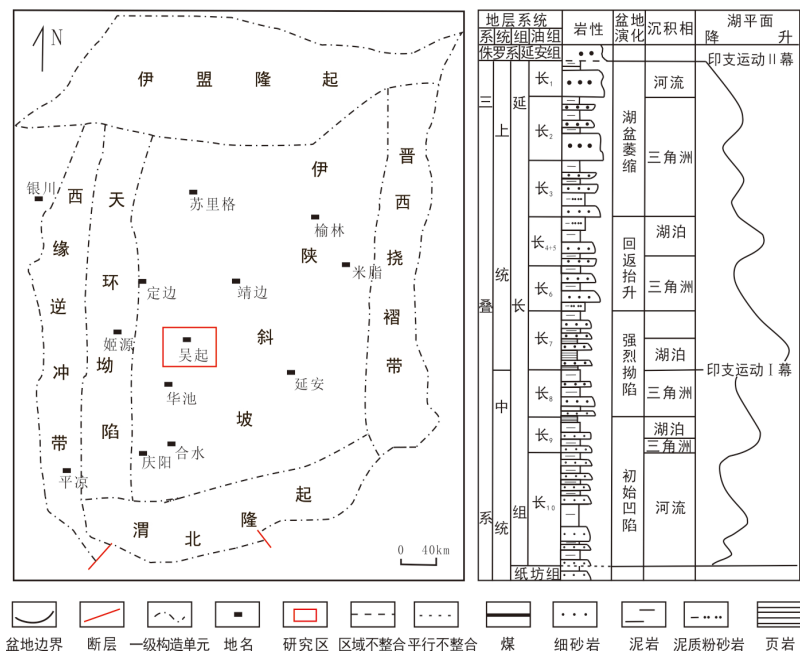 N
伊盟隆起
西缘逆冲带
天环坳陷
伊陕斜坡
晋西挠褶带
渭北隆起
银川
苏里格
榆林
米脂
定边
靖边
姬源
吴起
延安
华池
合水
庆阳
平凉
0 40km
地层系统 岩性 盆地演化 沉积相 湖平面
系 统 组 油组 降 升
侏罗系 延安组
三叠系
上统
中统
延长组
纸坊组
长1
长2
长3
长4+5
长6
长7
长8
长9
长10
湖盆萎缩
回返抬升
强烈拗陷
初始凹陷
河流
三角洲
湖泊
三角洲
湖泊
三角洲
湖泊
三角洲
河流
印支运动Ⅱ幕
印支运动Ⅰ幕
盆地边界 断层 一级构造单元 地名 研究区 区域不整合 平行不整合 煤 细砂岩 泥岩 泥质粉砂岩 页岩